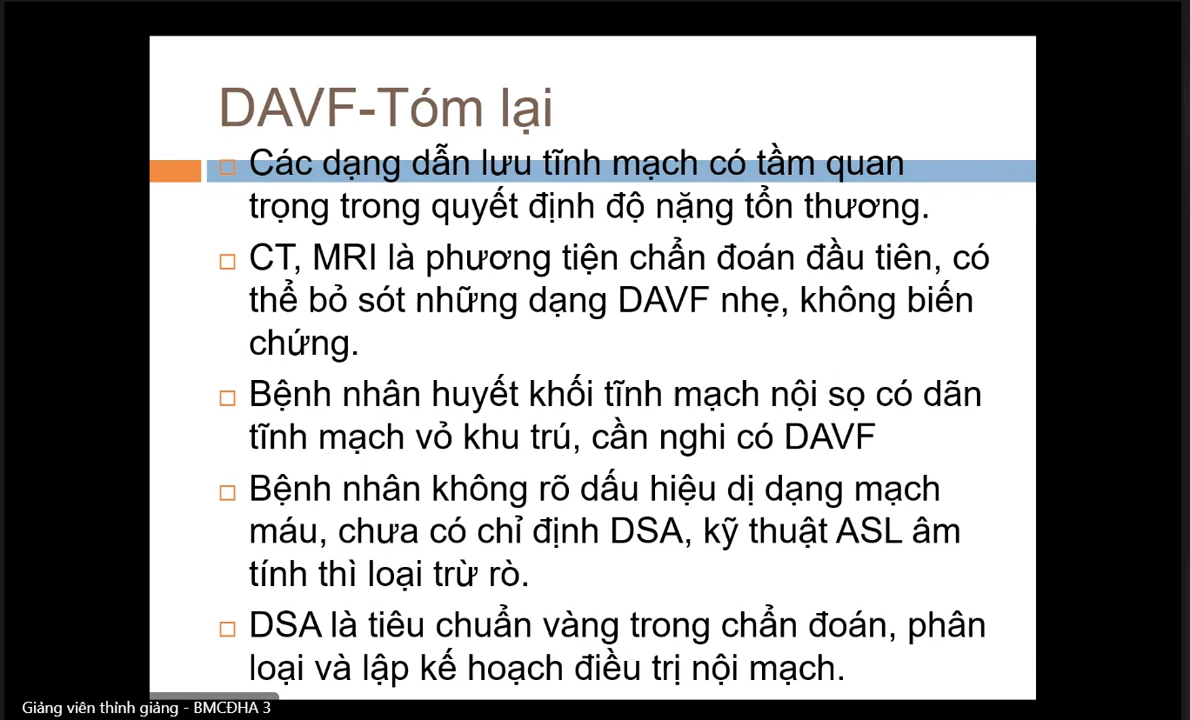 DAVF-Tóm lại
Các dạng dẫn lưu tĩnh mạch có tầm quan
trọng trong quyết định độ nặng tổn thương.
CT, MRI là phương tiện chẩn đoán đầu tiên, có
thể bỏ sót những dạng DAVF nhẹ, không biến
chứng.
Bệnh nhân huyết khối tĩnh mạch nội sọ có dãn
tĩnh mạch vỏ khu trú, cần nghi có DAVF
Bệnh nhân không rõ dấu hiệu dị dạng mạch
máu, chưa có chỉ định DSA, kỹ thuật ASL âm
tính thì loại trừ rò.
DSA là tiêu chuẩn vàng trong chẩn đoán, phân
loại và lập kế hoạch điều trị nội mạch.
Giảng viên thỉnh giảng - BMCĐHA 3